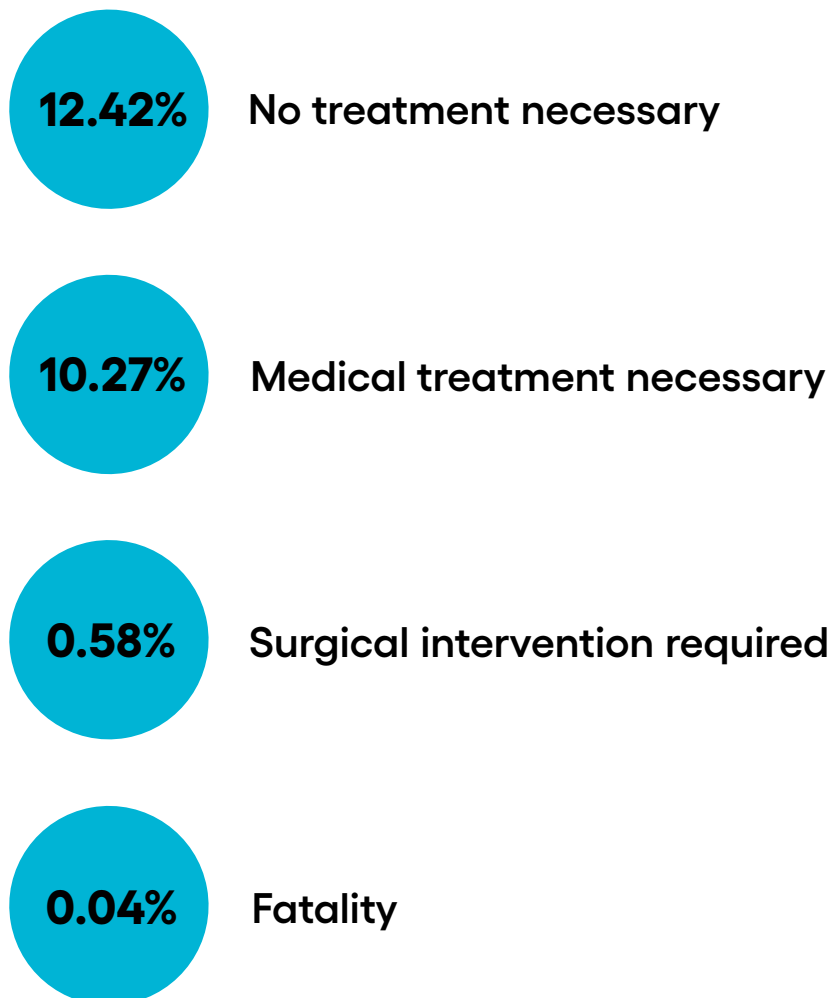 12.42% No treatment necessary
10.27% Medical treatment necessary
0.58% Surgical intervention required
0.04% Fatality